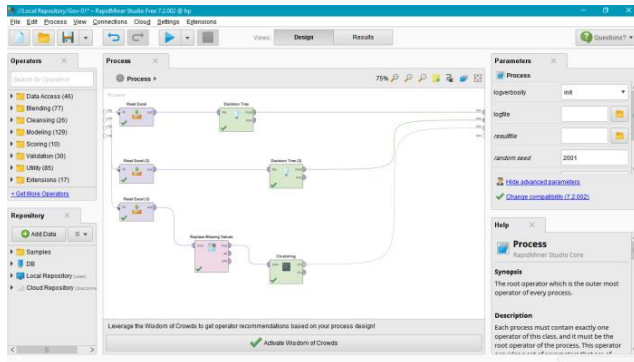 //Local Repository/Gov-01* – RapidMiner Studio Core 7.2.002 @ hp
File Edit Process View Connections Cloud Settings Extensions Help
Views: Design Results
Questions?
Operators
Search for Operators
Data Access (46)
Blending (77)
Cleansing (26)
Modeling (129)
Scoring (10)
Validation (30)
Utility (85)
Extensions (17)
+ Get More Operators
Repository
Add Data
Samples
DB
Local Repository (user)
Cloud Repository
Process
Process
75%
Process
Read Excel
Decision Tree
Read Excel (2)
Decision Tree (2)
Read Excel (3)
Replace Missing Values
Clustering
Leverage the Wisdom of Crowds to get operator recommendations based on your process design!
Activate Wisdom of Crowds
Parameters
Process
logverbosity
init
logfile
resultfile
random seed
2001
Hide advanced parameters
Change compatibility (7.2.002)
Help
Process
RapidMiner Studio Core
Synopsis
The root operator which is the outer most
operator of every process.
Description
Each process must contain exactly one
operator of this class, and it must be the
root operator of the process. This operator